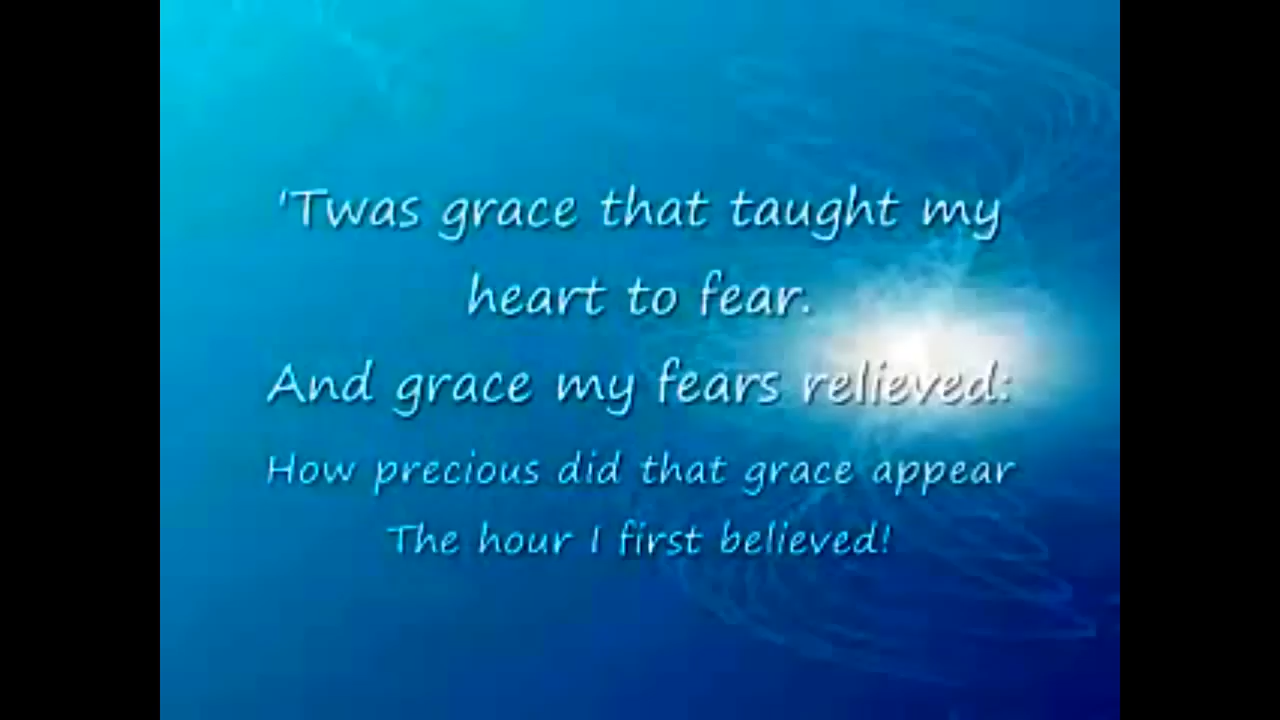 'Twas grace that taught my
heart to fear.
And grace my fears relieved:
How precious did that grace appear
The hour I first believed!